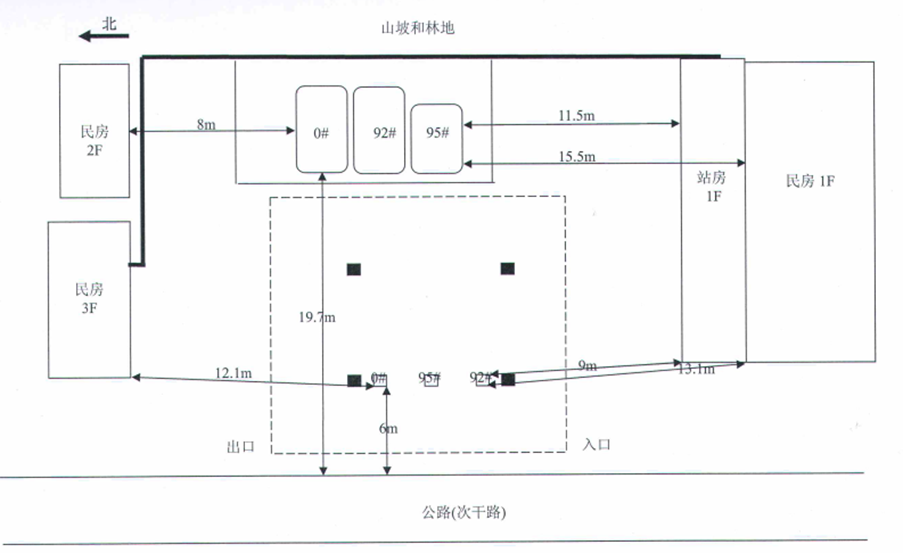 山坡和林地
北
民房
2F
8m
0#
92#
95#
11.5m
15.5m
站房
1F
民房 1F
民房
3F
19.7m
12.1m
0#
95#
92#
9m
13.1m
6m
出口
入口
公路(次干路)